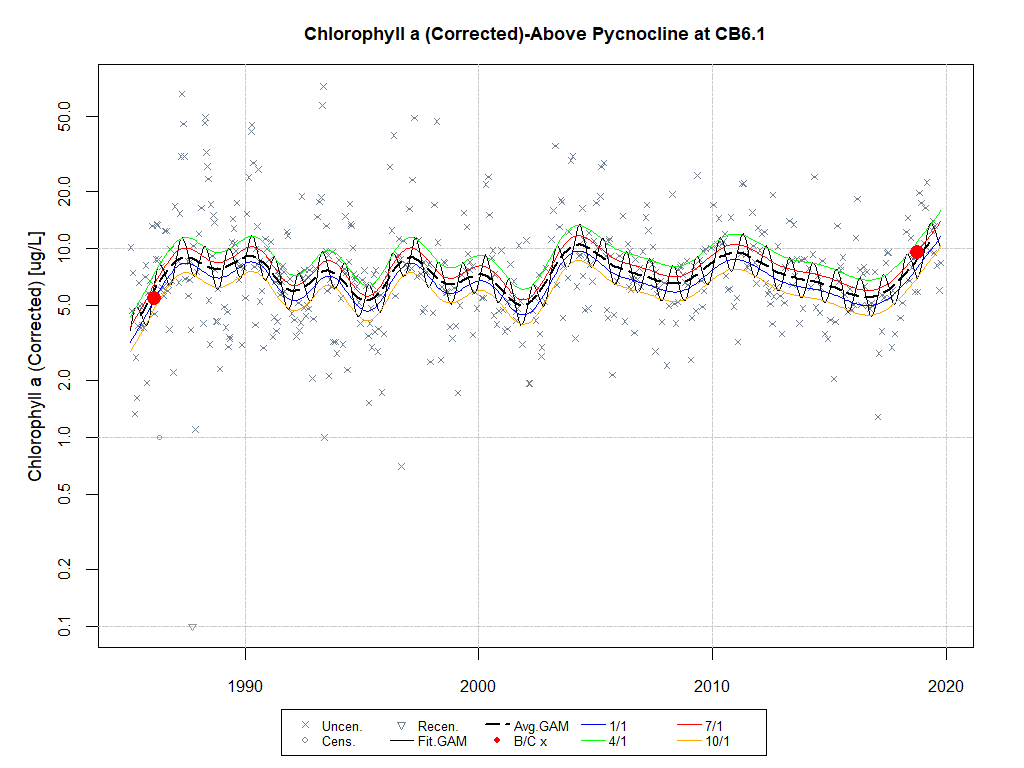 Chlorophyll a (Corrected)-Above Pycnocline at CB6.1
Chlorophyll a (Corrected) [ug/L]
50.0
20.0
10.0
5.0
2.0
1.0
0.5
0.2
0.1
1990 2000 2010 2020
Uncen. Recen. Avg.GAM 1/1 7/1
Cens. Fit.GAM B/C x 4/1 10/1